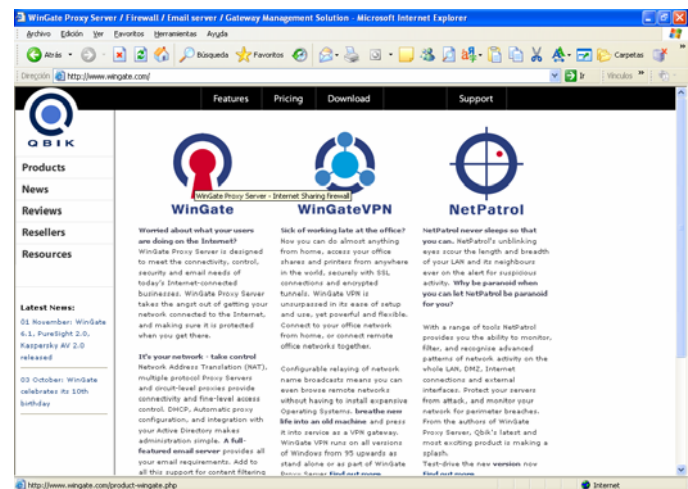 WinGate Proxy Server / Firewall / Email server / Gateway Management Solution - Microsoft Internet Explorer
Archivo Edición Ver Favoritos Herramientas Ayuda
Atrás Búsqueda Favoritos Carpetas
Dirección http://www.wingate.com/ Ir Vínculos
Features Pricing Download Support
QBIK
Products
News
Reviews
Resellers
Resources
Latest News:
01 November: WinGate
6.1, PureSight 2.0,
Kaspersky AV 2.0
released
03 October: WinGate
celebrates its 10th
birthday
WinGate Proxy Server - Internet Sharing firewall
WinGate
Worried about what your users
are doing on the Internet?
WinGate Proxy Server is designed
to meet the connectivity, control,
security and email needs of
today's Internet-connected
businesses. WinGate Proxy Server
takes the angst out of getting your
network connected to the Internet,
and making sure it is protected
when you get there.
It's your network - take control
Network Address Translation (NAT),
multiple protocol Proxy Servers
and circuit-level proxies provide
connectivity and fine-level access
control. DHCP, Automatic proxy
configuration, and integration with
your Active Directory makes
administration simple. A full-
featured email server provides all
your email requirements. Add to
all this support for content filtering
WinGateVPN
Sick of working late at the office?
Now you can do almost anything
from home, access your office
shares and printers from anywhere
in the world, securely with SSL
connections and encrypted
tunnels. WinGate VPN is
unsurpassed in its ease of setup
and use, yet powerful and flexible.
Connect to your office network
from home, or connect remote
office networks together.
Configurable relaying of network
name broadcasts means you can
even browse remote networks
without having to install expensive
Operating Systems. breathe new
life into an old machine and press
it into service as a VPN gateway.
WinGate VPN runs on all versions
of Windows from 95 upwards as
stand alone or as part of WinGate
Proxy Server Find out more
NetPatrol
NetPatrol never sleeps so that
you can. NetPatrol's unblinking
eyes scour the length and breadth
of your LAN and its neighbours
ever on the alert for suspicious
activity. Why be paranoid when
you can let NetPatrol be paranoid
for you?
With a range of tools NetPatrol
provides you the ability to monitor,
filter, and recognise advanced
patterns of network activity on the
whole LAN, DMZ, Internet
connections and external
interfaces. Protect your servers
from attack, and monitor your
network for perimeter breaches.
From the authors of WinGate
Proxy Server, Qbik's latest and
most exciting product is making a
splash.
Test-drive the new version now
Find out more
http://www.wingate.com/product-wingate.php
Internet